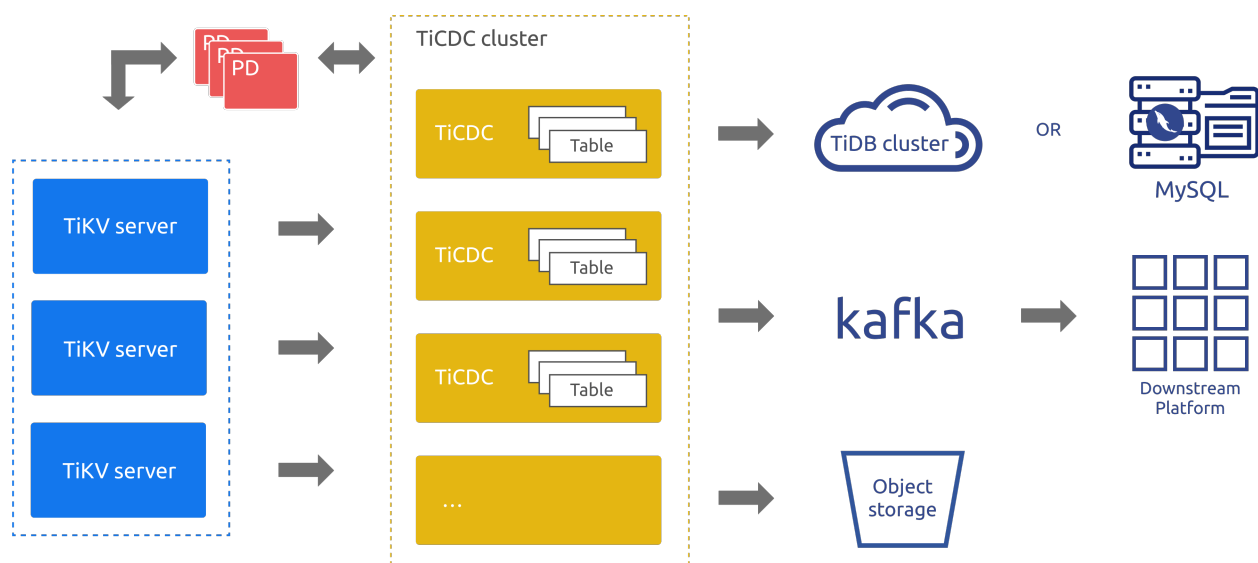 PD
PD
PD
TiCDC cluster
TiCDC
Table
TiDB cluster
OR
MySQL
TiKV server
TiCDC
Table
TiKV server
kafka
Downstream
Platform
TiCDC
Table
TiKV server
...
Object
storage